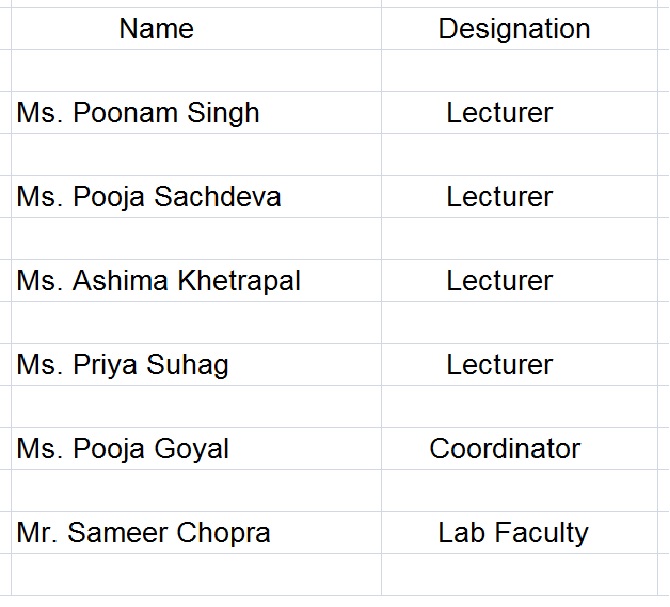 Name Designation
Ms. Poonam Singh Lecturer
Ms. Pooja Sachdeva Lecturer
Ms. Ashima Khetrapal Lecturer
Ms. Priya Suhag Lecturer
Ms. Pooja Goyal Coordinator
Mr. Sameer Chopra Lab Faculty